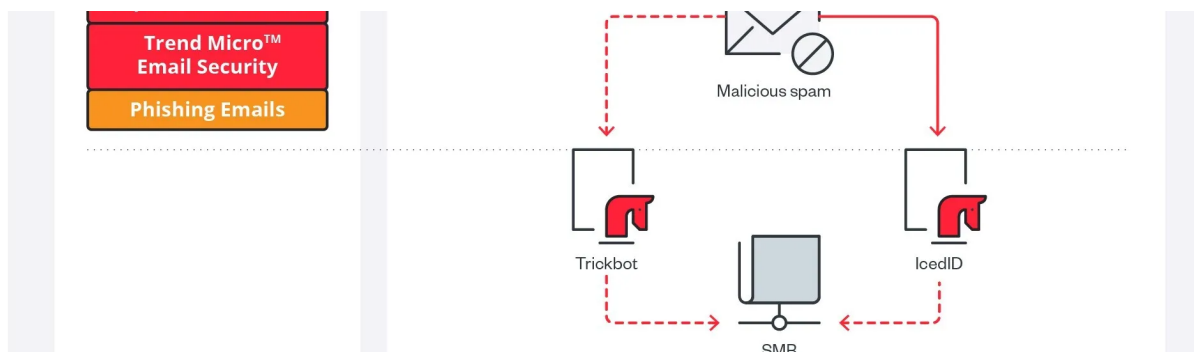 Trend Micro™
Email Security
Phishing Emails
Malicious spam
Trickbot
IcedID